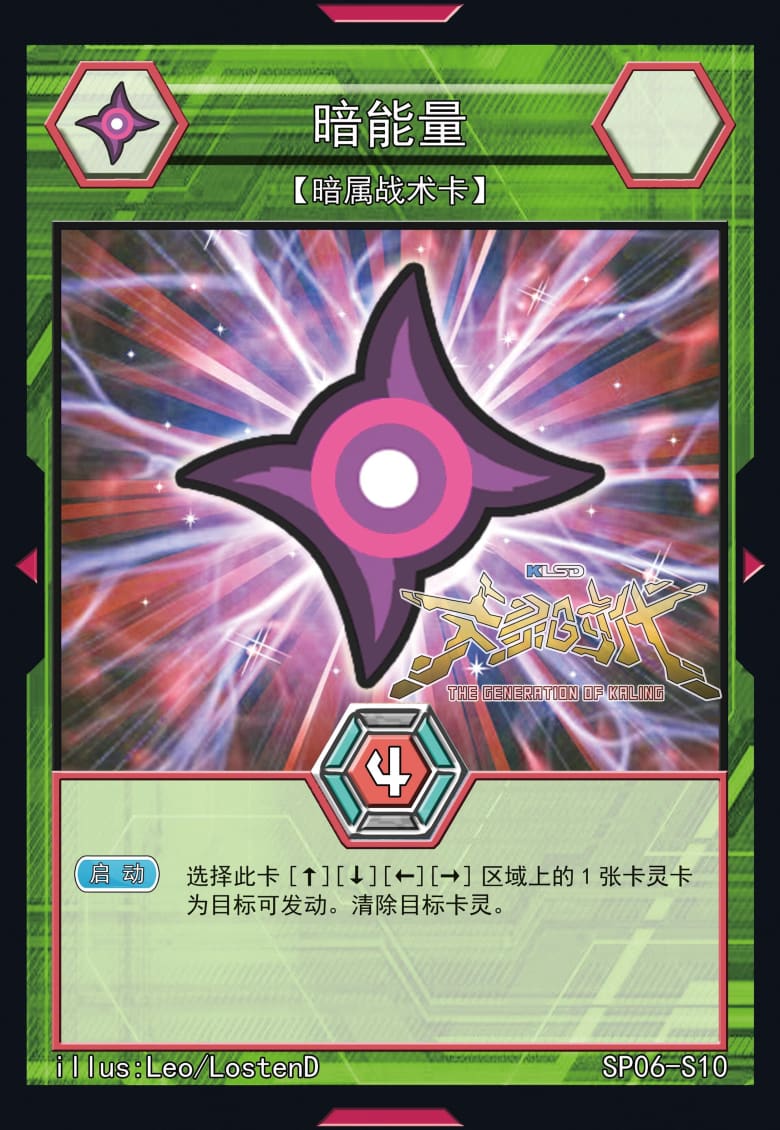 暗能量
【暗属战术卡】
KLSD
THE GENERATION OF KALING
4
启动
选择此卡[↑][↓][←][→]区域上的1张卡灵卡
为目标可发动。清除目标卡灵。
illus:Leo/LostenD
SP06-S10